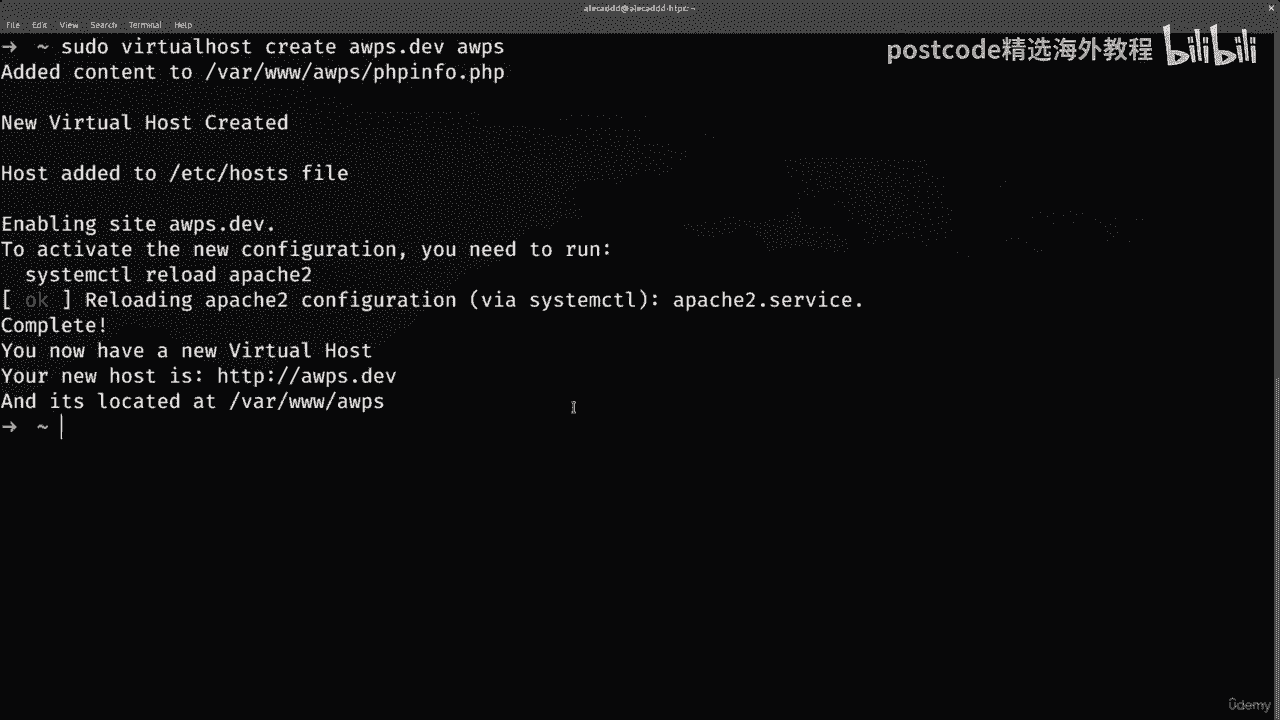 alecaddd@alecaddd-htpc: ~
File Edit View Search Terminal Help
→ ~ sudo virtualhost create awps.dev awps
Added content to /var/www/awps/phpinfo.php
New Virtual Host Created
Host added to /etc/hosts file
Enabling site awps.dev.
To activate the new configuration, you need to run:
systemctl reload apache2
[ ok ] Reloading apache2 configuration (via systemctl): apache2.service.
Complete!
You now have a new Virtual Host
Your new host is: http://awps.dev
And its located at /var/www/awps
→ ~
postcode精选海外教程 bilibili
ûdemy